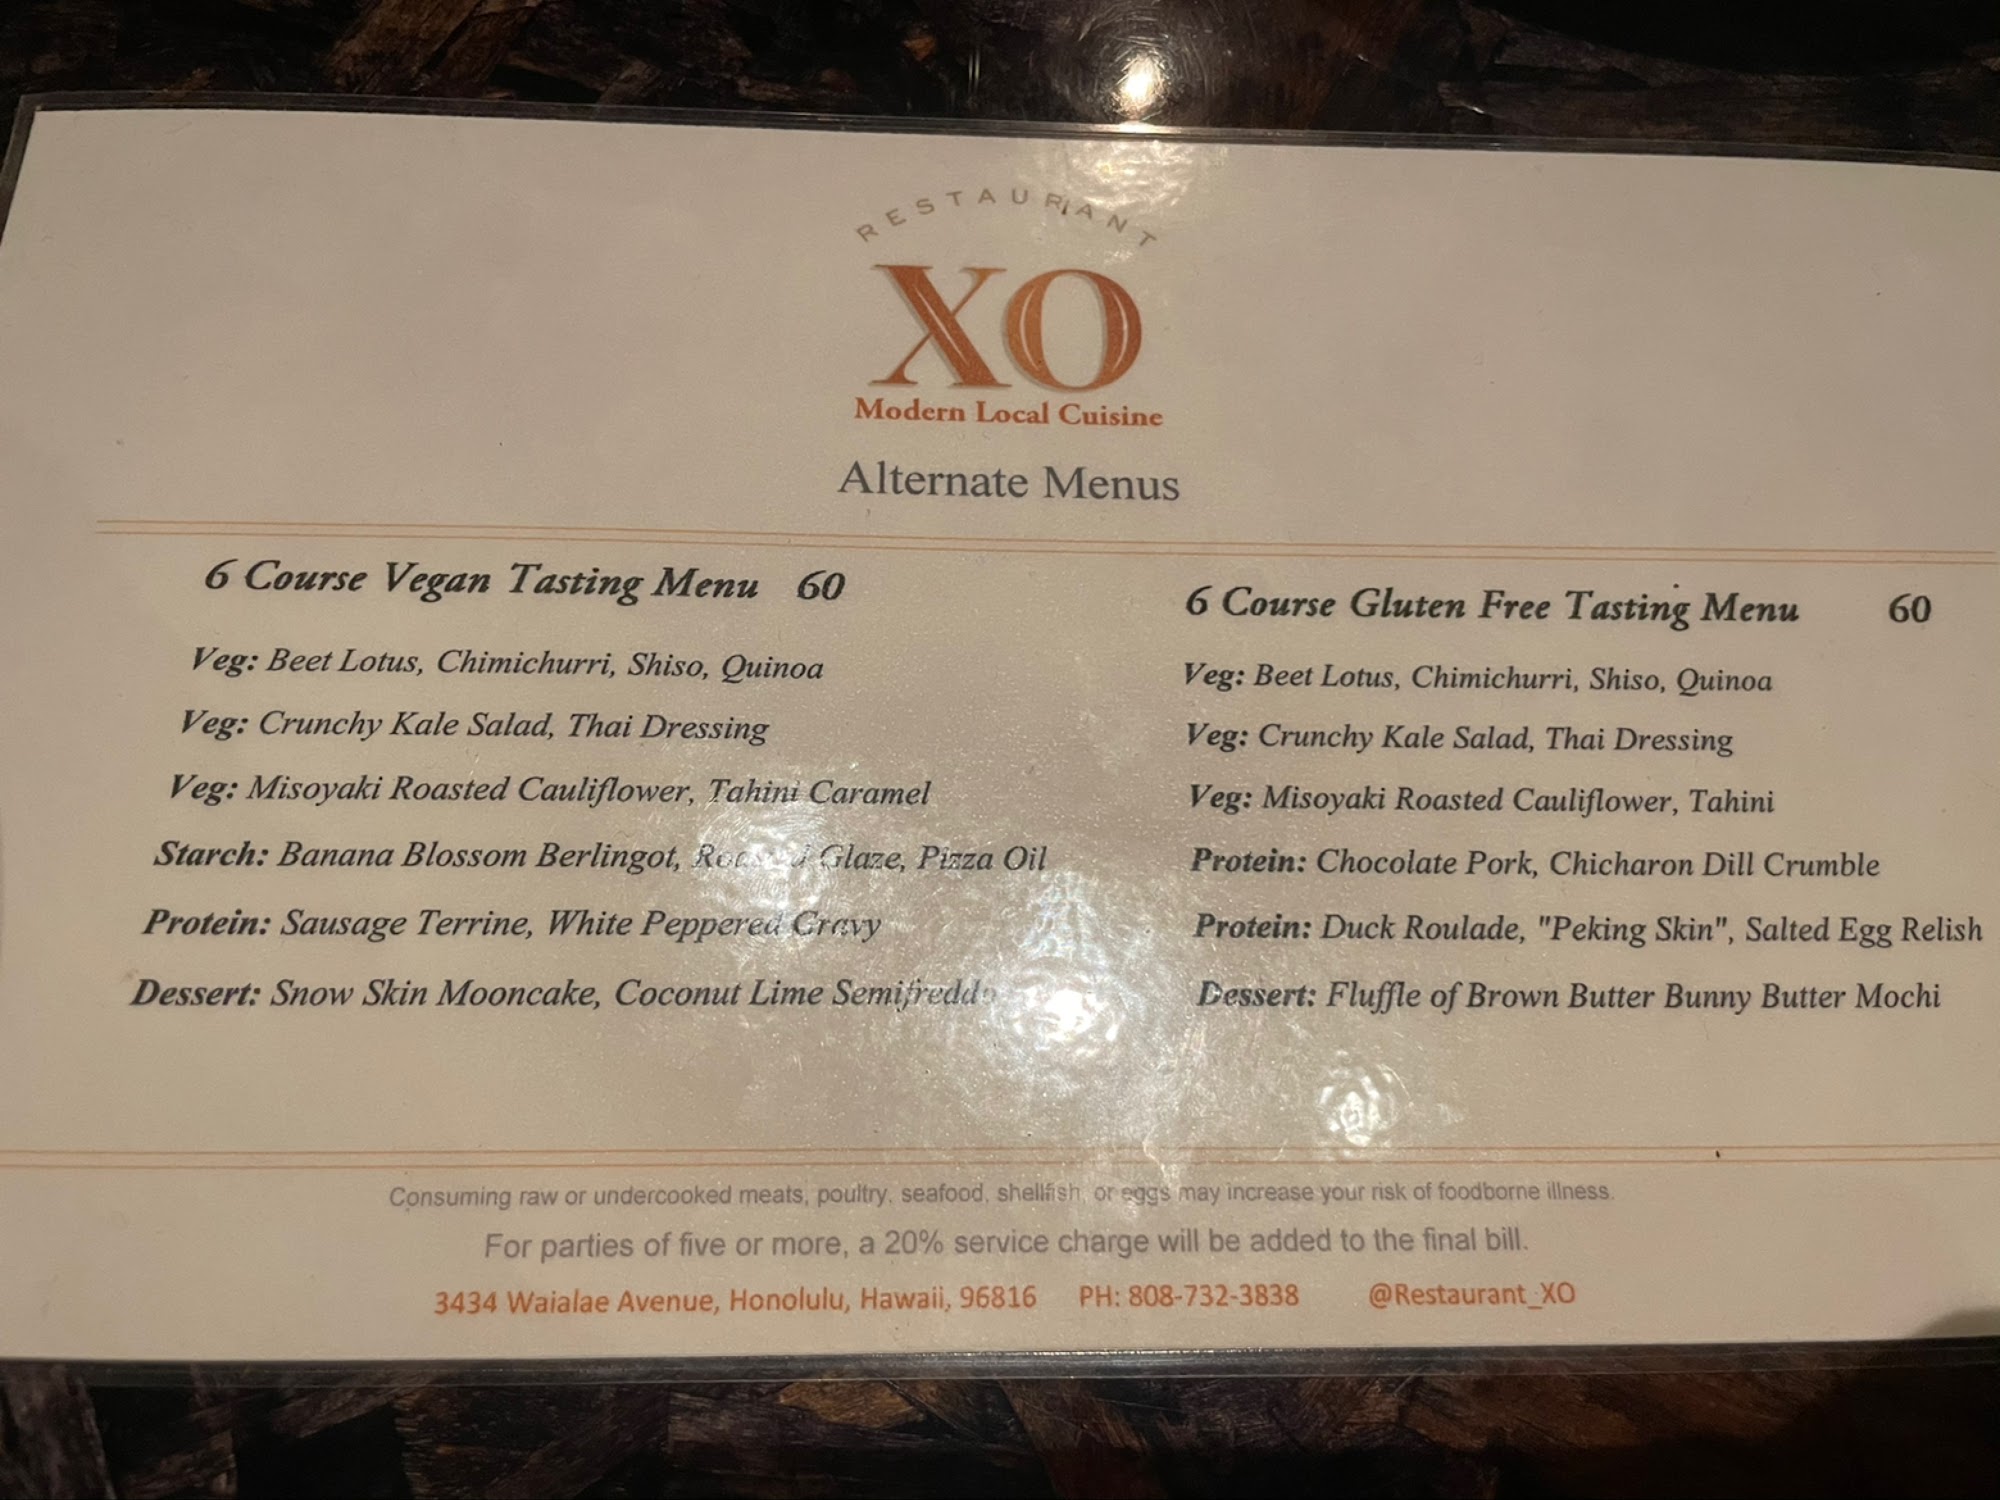 RESTAURANT
XO
Modern Local Cuisine
Alternate Menus
6 Course Vegan Tasting Menu 60
Veg: Beet Lotus, Chimichurri, Shiso, Quinoa
Veg: Crunchy Kale Salad, Thai Dressing
Veg: Misoyaki Roasted Cauliflower, Tahini Caramel
Starch: Banana Blossom Berlingot, Roasted Glaze, Pizza Oil
Protein: Sausage Terrine, White Peppered Gravy
Dessert: Snow Skin Mooncake, Coconut Lime Semifreddo
6 Course Gluten Free Tasting Menu 60
Veg: Beet Lotus, Chimichurri, Shiso, Quinoa
Veg: Crunchy Kale Salad, Thai Dressing
Veg: Misoyaki Roasted Cauliflower, Tahini
Protein: Chocolate Pork, Chicharon Dill Crumble
Protein: Duck Roulade, "Peking Skin", Salted Egg Relish
Dessert: Fluffle of Brown Butter Bunny Butter Mochi
Consuming raw or undercooked meats, poultry, seafood, shellfish, or eggs may increase your risk of foodborne illness.
For parties of five or more, a 20% service charge will be added to the final bill.
3434 Waialae Avenue, Honolulu, Hawaii, 96816 PH: 808-732-3838 @Restaurant_XO